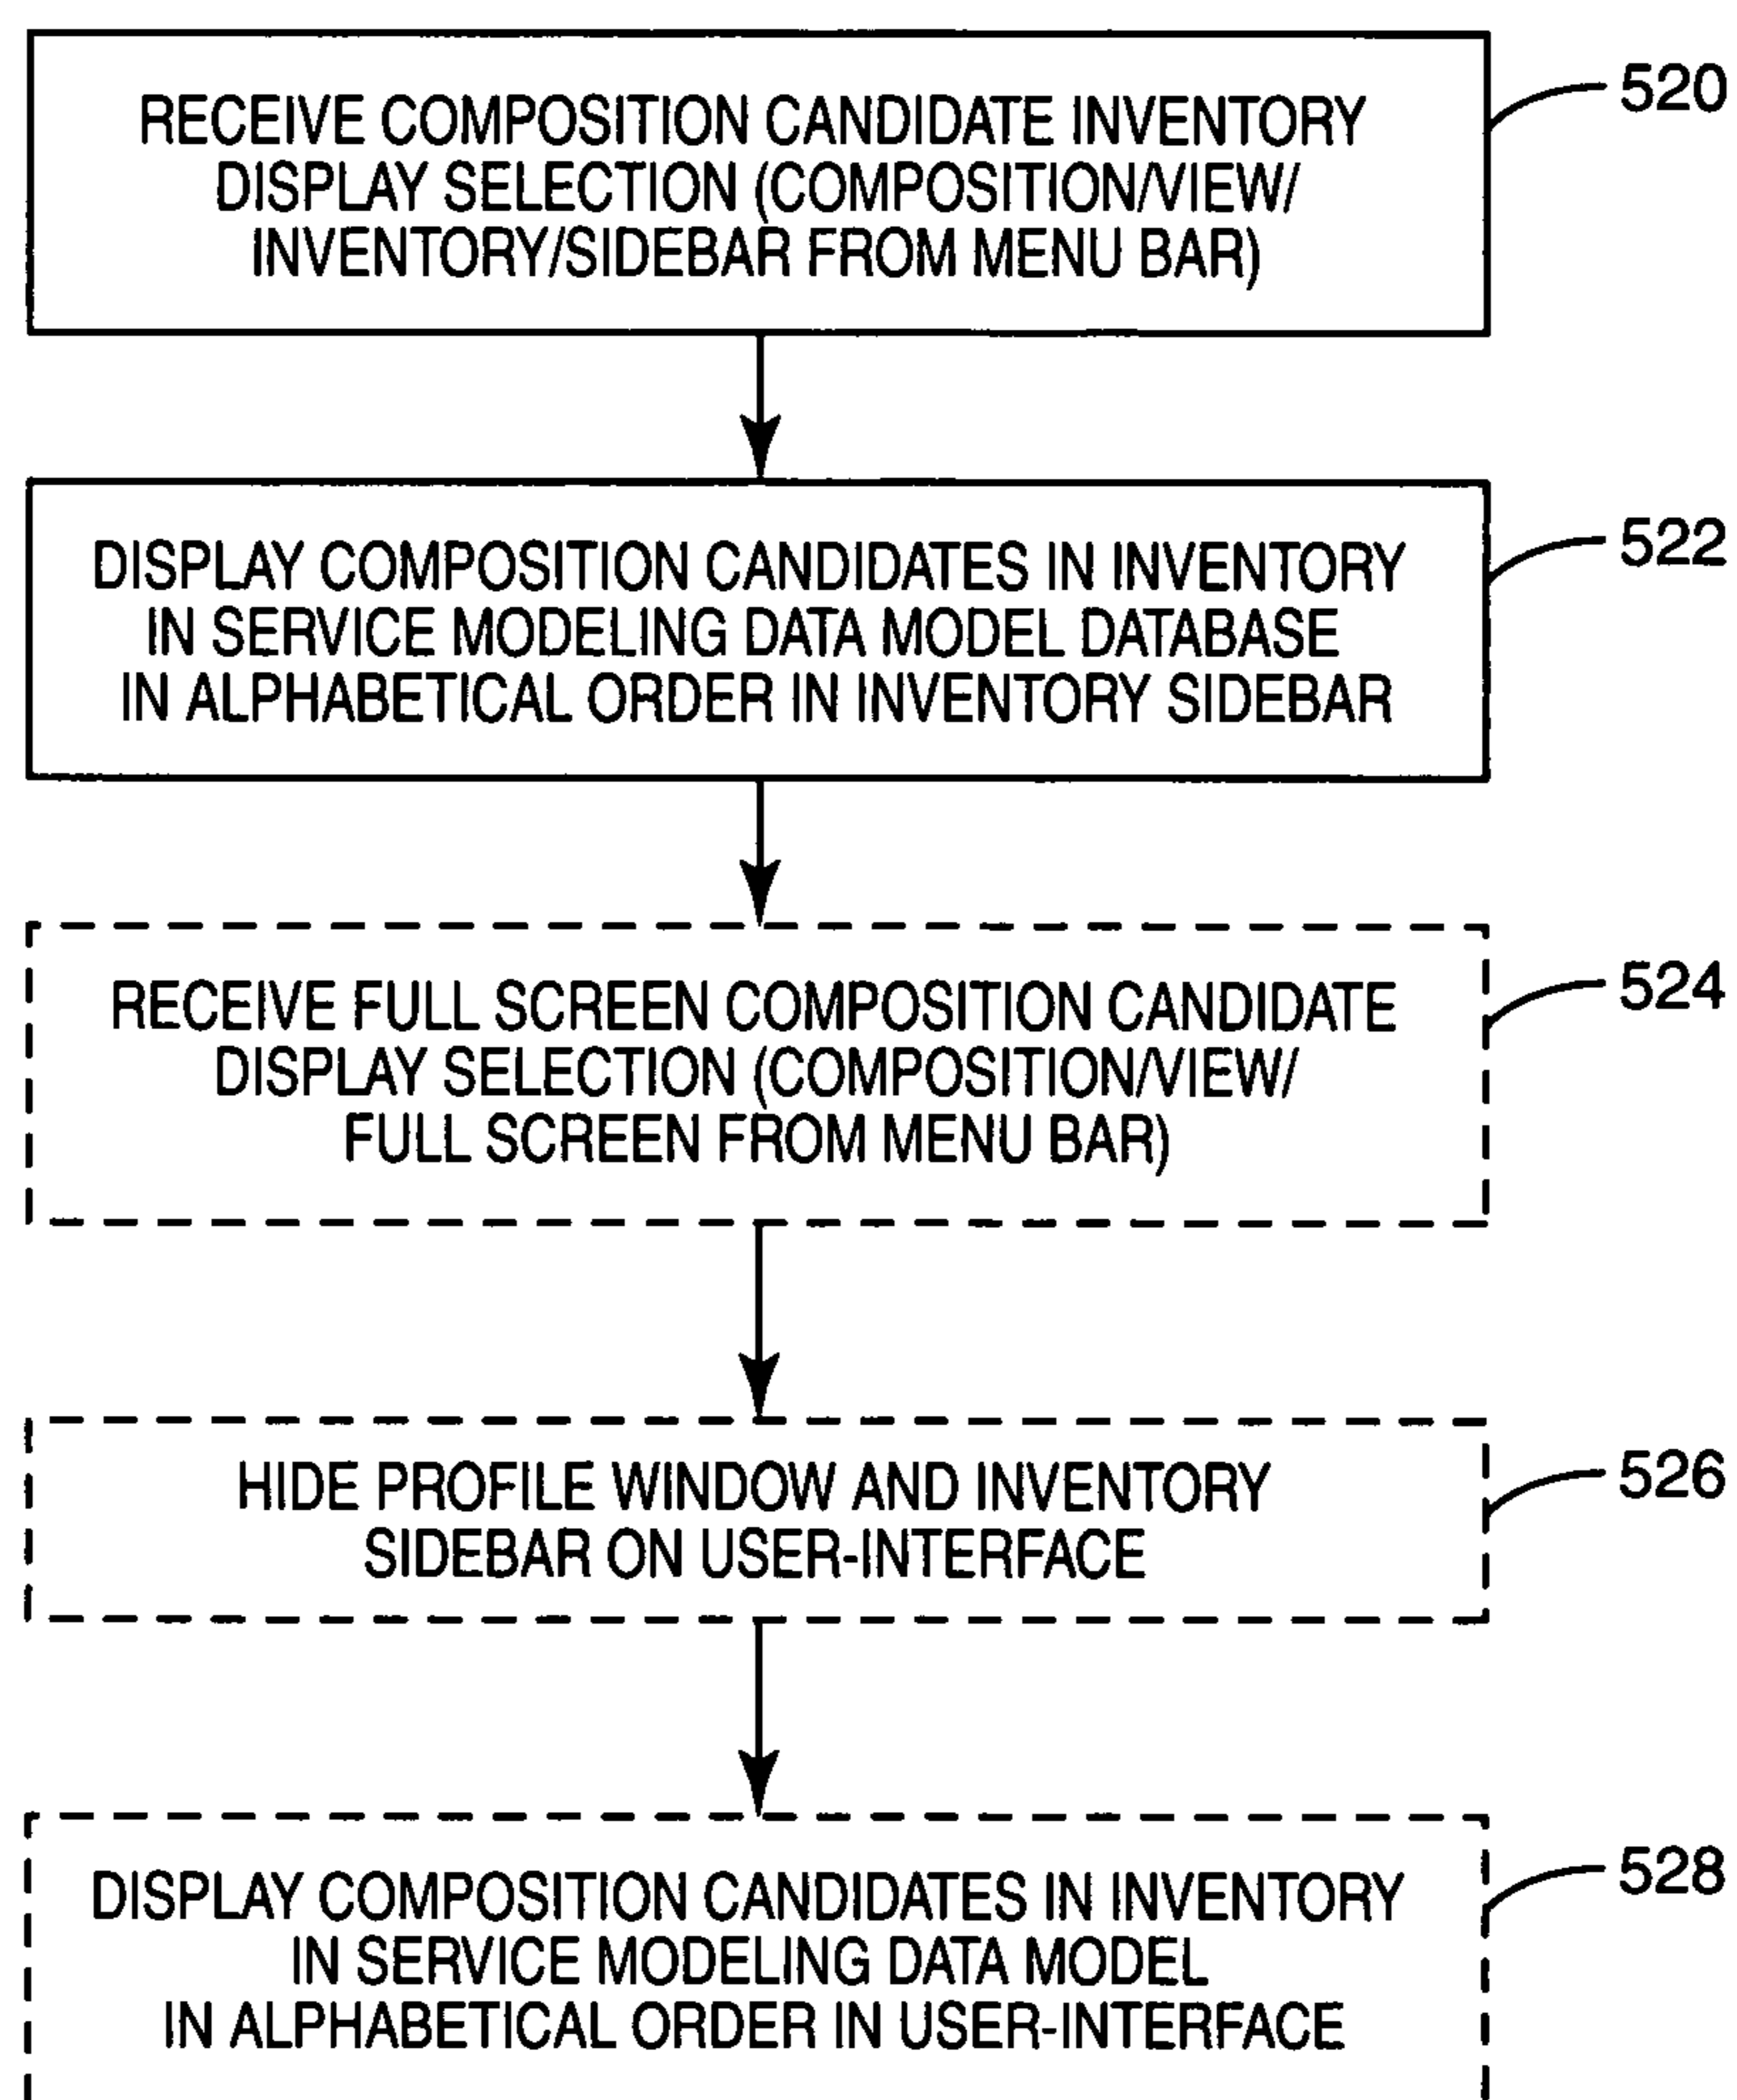 RECEIVE COMPOSITION CANDIDATE INVENTORY
DISPLAY SELECTION (COMPOSITION/VIEW/
INVENTORY/SIDEBAR FROM MENU BAR)
520
DISPLAY COMPOSITION CANDIDATES IN INVENTORY
IN SERVICE MODELING DATA MODEL DATABASE
IN ALPHABETICAL ORDER IN INVENTORY SIDEBAR
522
RECEIVE FULL SCREEN COMPOSITION CANDIDATE
DISPLAY SELECTION (COMPOSITION/VIEW/
FULL SCREEN FROM MENU BAR)
524
HIDE PROFILE WINDOW AND INVENTORY
SIDEBAR ON USER-INTERFACE
526
DISPLAY COMPOSITION CANDIDATES IN INVENTORY
IN SERVICE MODELING DATA MODEL
IN ALPHABETICAL ORDER IN USER-INTERFACE
528